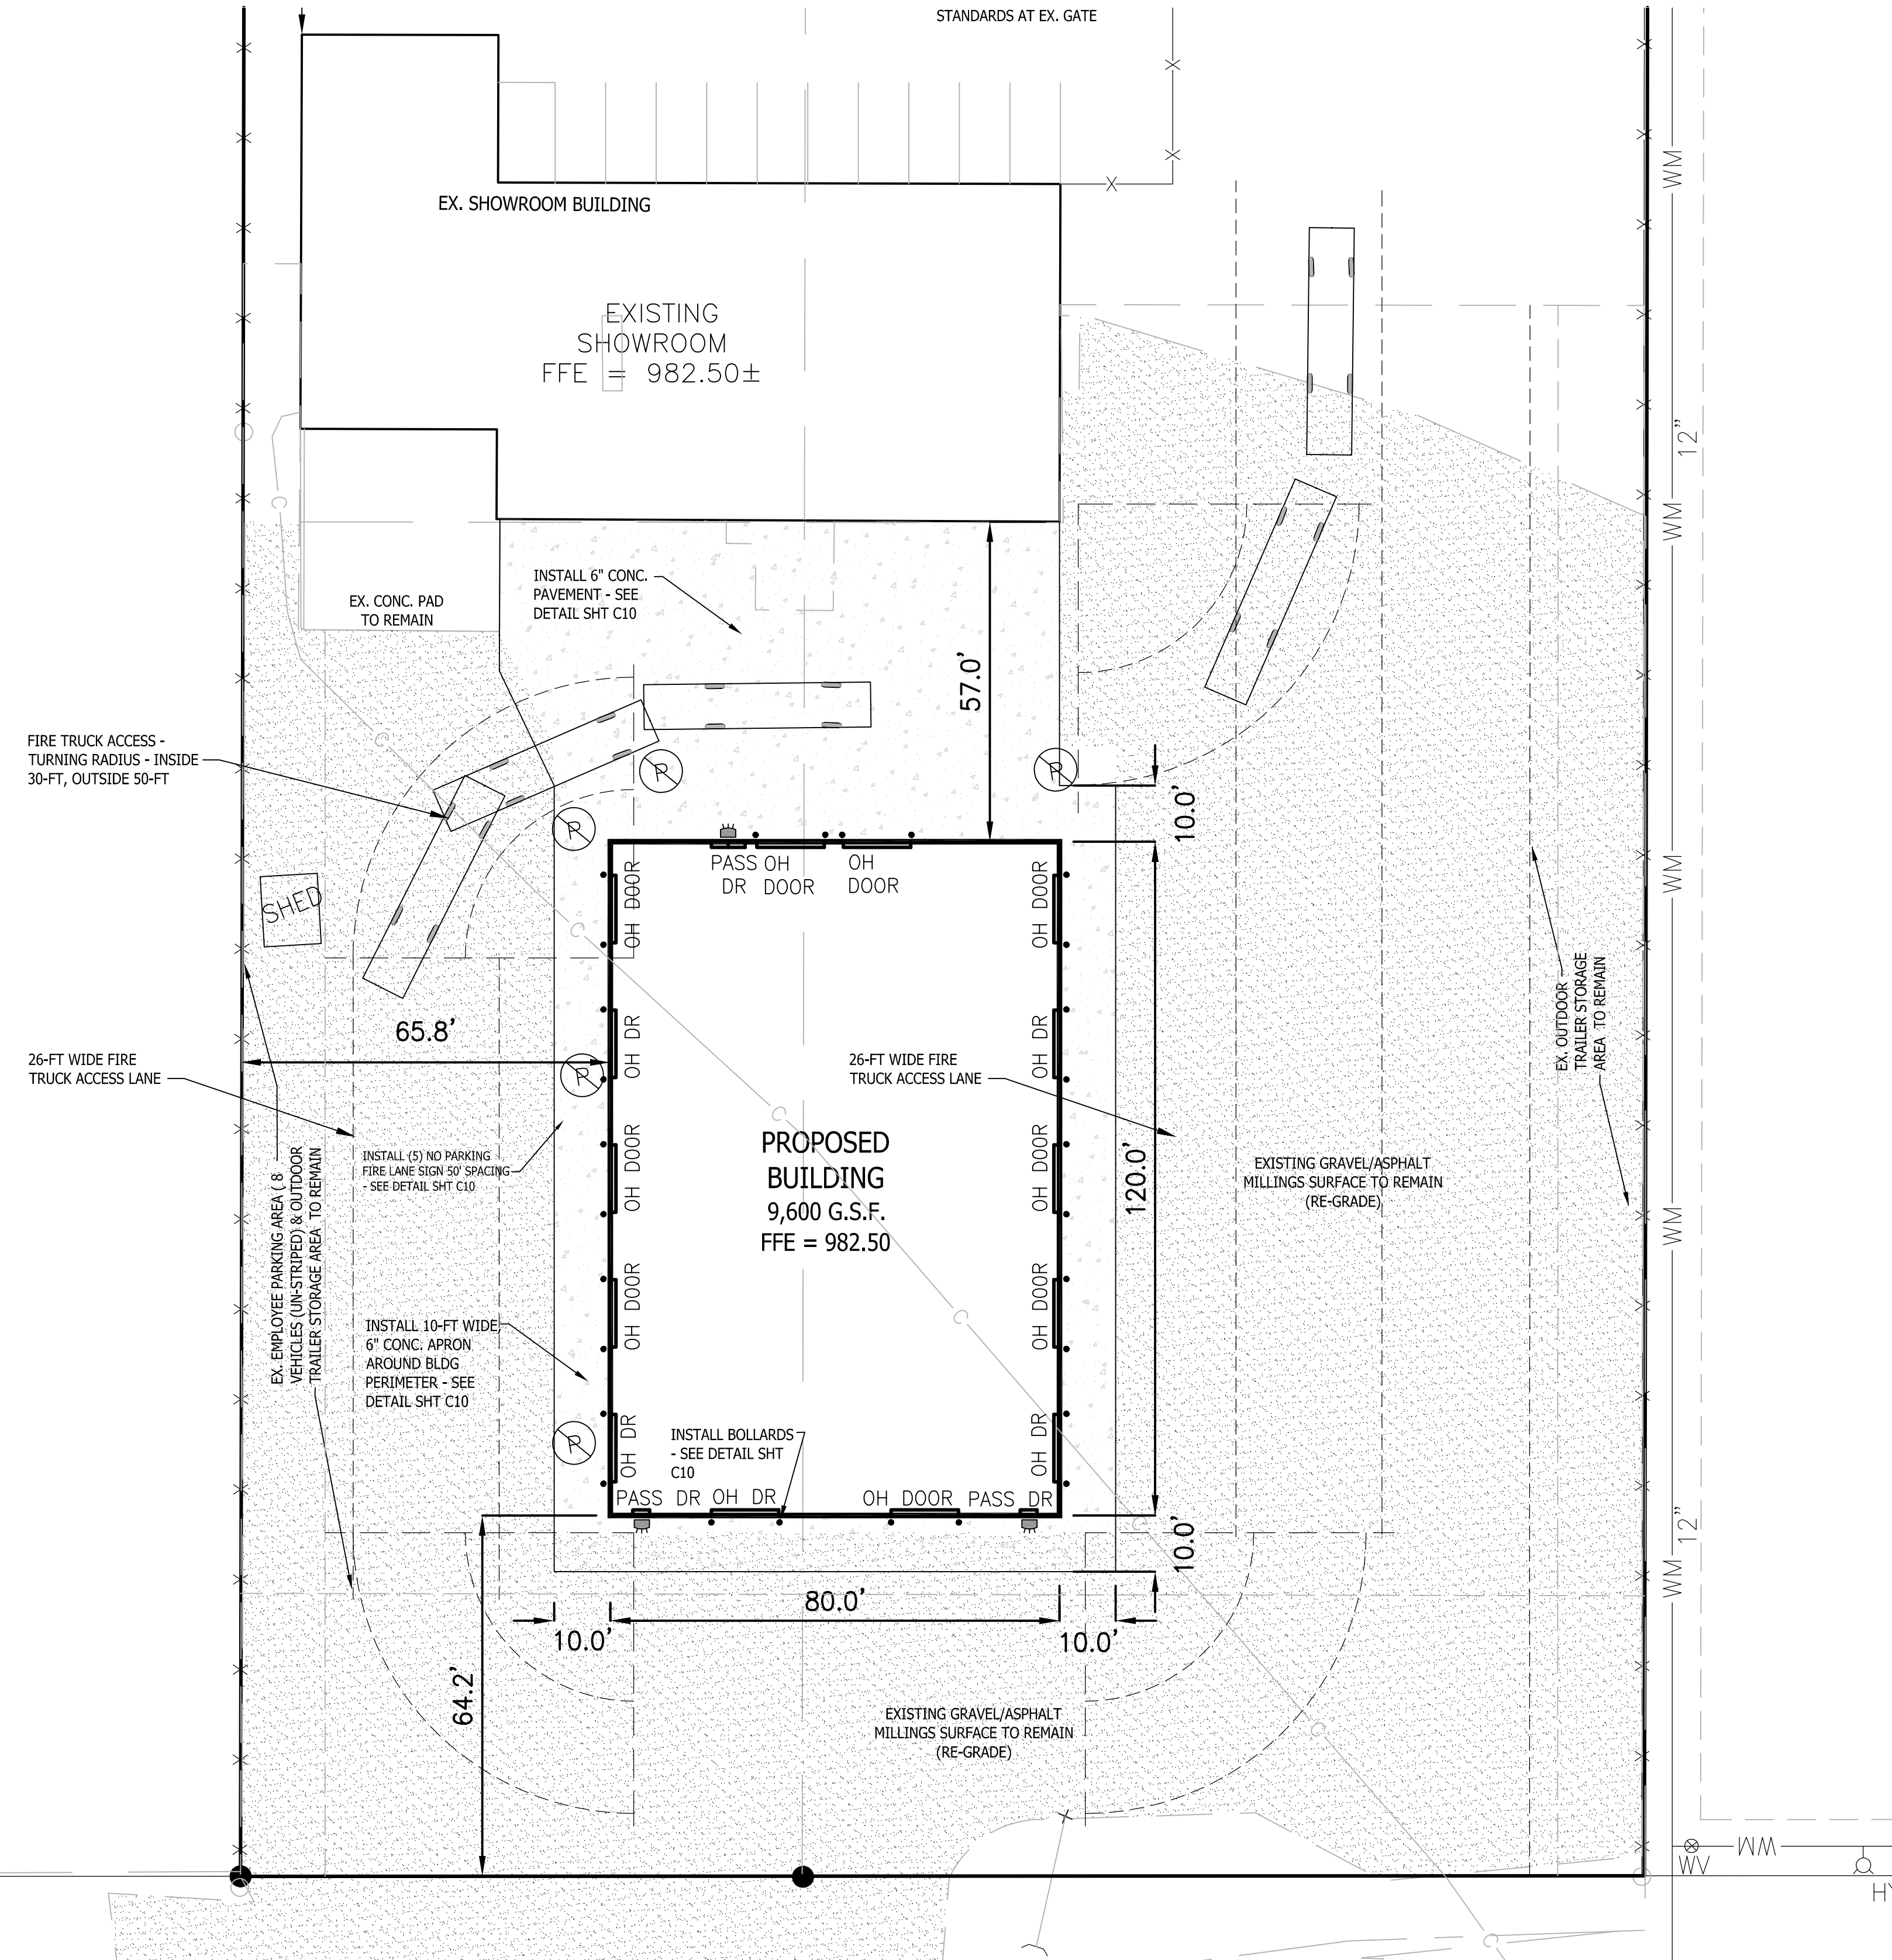 STANDARDS AT EX. GATE
EX. SHOWROOM BUILDING
WM
EXISTING
SHOWROOM
FFE = 982.50±
12"
WM
C
INSTALL 6" CONC.
PAVEMENT - SEE
DETAIL SHT C10
EX. CONC. PAD
TO REMAIN
57.0'
C
FIRE TRUCK ACCESS -
TURNING RADIUS - INSIDE
30-FT, OUTSIDE 50-FT
P
P
P
10.0'
PASS
DR
OH
DOOR
OH
DOOR
OH DOOR
OH DOOR
WM
SHED
C
65.8'
OH DR
OH DR
EX. OUTDOOR
TRAILER STORAGE
AREA TO REMAIN
26-FT WIDE FIRE
TRUCK ACCESS LANE
P
26-FT WIDE FIRE
TRUCK ACCESS LANE
C
PROPOSED
BUILDING
9,600 G.S.F.
FFE = 982.50
OH DOOR
OH DOOR
120.0'
INSTALL (5) NO PARKING
FIRE LANE SIGN 50' SPACING
- SEE DETAIL SHT C10
EXISTING GRAVEL/ASPHALT
MILLINGS SURFACE TO REMAIN
(RE-GRADE)
WM
EX. EMPLOYEE PARKING AREA ( 8
VEHICLES (UN-STRIPED) & OUTDOOR
TRAILER STORAGE AREA TO REMAIN
OH DOOR
OH DOOR
C
INSTALL 10-FT WIDE,
6" CONC. APRON
AROUND BLDG
PERIMETER - SEE
DETAIL SHT C10
P
OH DR
OH DR
INSTALL BOLLARDS
- SEE DETAIL SHT
C10
PASS DR
OH DR
OH DOOR
PASS DR
C
12"
WM
10.0'
80.0'
10.0'
10.0'
64.2'
EXISTING GRAVEL/ASPHALT
MILLINGS SURFACE TO REMAIN
(RE-GRADE)
C
WV
WM
HY
C